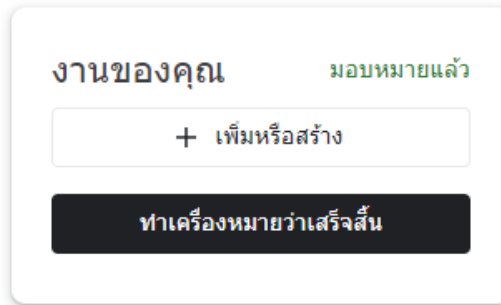 งานของคุณ มอบหมายแล้ว
+ เพิ่มหรือสร้าง
ทำเครื่องหมายว่าเสร็จสิ้น